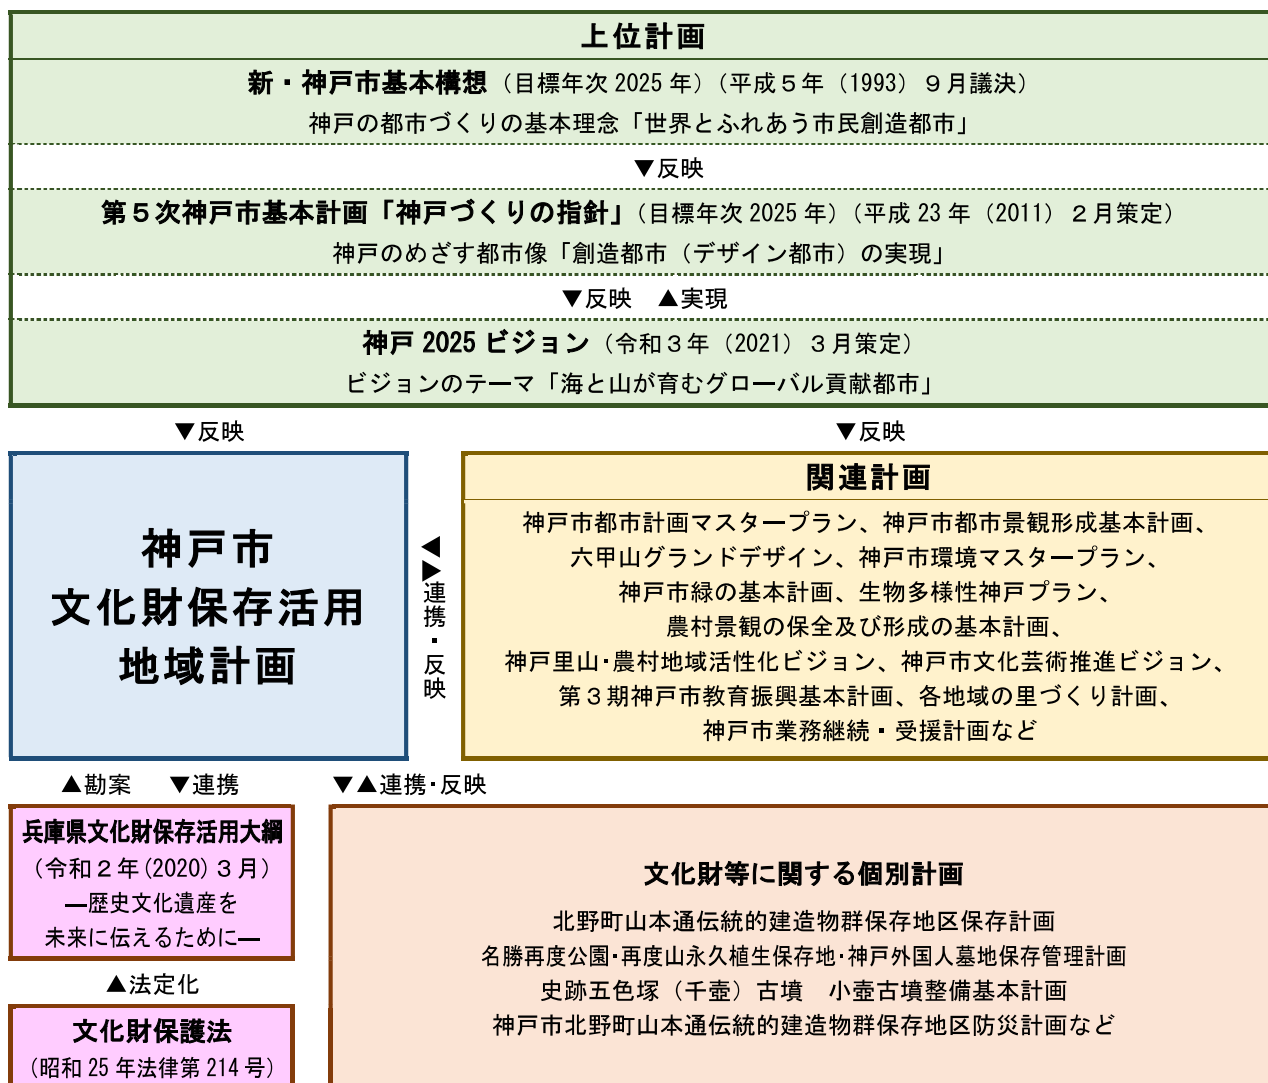 上位計画
新・神戸市基本構想（目標年次 2025 年）（平成５年（1993）９月議決）
神戸の都市づくりの基本理念「世界とふれあう市民創造都市」
▼反映
第５次神戸市基本計画「神戸づくりの指針」（目標年次 2025 年）（平成 23 年（2011）２月策定）
神戸のめざす都市像「創造都市（デザイン都市）の実現」
▼反映　▲実現
神戸 2025 ビジョン（令和３年（2021）３月策定）
ビジョンのテーマ「海と山が育むグローバル貢献都市」
▼反映
▼反映
神戸市
文化財保存活用
地域計画
◀▶連携・反映
関連計画
神戸市都市計画マスタープラン、神戸市都市景観形成基本計画、
六甲山グランドデザイン、神戸市環境マスタープラン、
神戸市緑の基本計画、生物多様性神戸プラン、
農村景観の保全及び形成の基本計画、
神戸里山・農村地域活性化ビジョン、神戸市文化芸術推進ビジョン、
第３期神戸市教育振興基本計画、各地域の里づくり計画、
神戸市業務継続・受援計画など
▲勘案　▼連携
▼▲連携・反映
兵庫県文化財保存活用大綱
（令和２年(2020)３月）
―歴史文化遺産を
未来に伝えるために―
▲法定化
文化財保護法
（昭和 25 年法律第 214 号）
文化財等に関する個別計画
北野町山本通伝統的建造物群保存地区保存計画
名勝再度公園・再度山永久植生保存地・神戸外国人墓地保存管理計画
史跡五色塚（千壺）古墳　小壺古墳整備基本計画
神戸市北野町山本通伝統的建造物群保存地区防災計画など